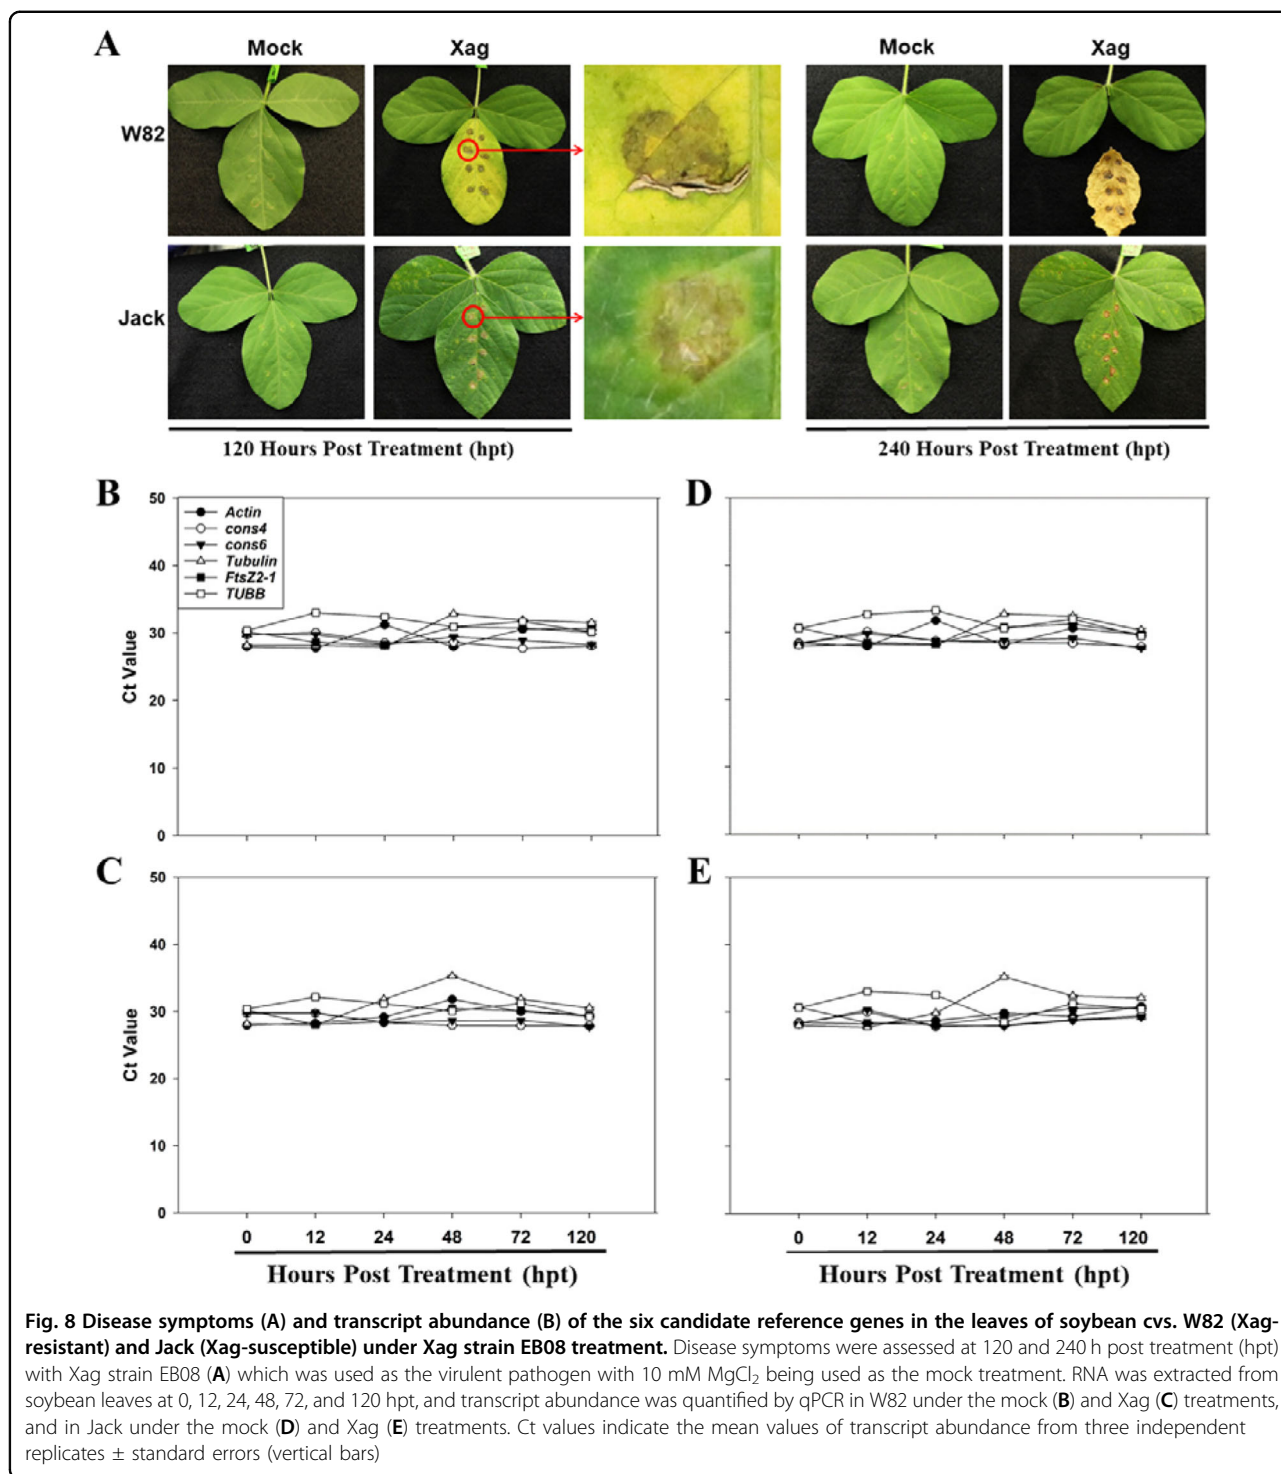 A
Mock
Xag
Mock
Xag
W82
Jack
120 Hours Post Treatment (hpt)
240 Hours Post Treatment (hpt)
B
50
40
30
20
10
0
Ct Value
Actin
cons4
cons6
Tubulin
FtsZ2-1
TUBB
D
C
50
40
30
20
10
0
Ct Value
0 12 24 48 72 120
Hours Post Treatment (hpt)
E
0 12 24 48 72 120
Hours Post Treatment (hpt)
Fig. 8 Disease symptoms (A) and transcript abundance (B) of the six candidate reference genes in the leaves of soybean cvs. W82 (Xag-
resistant) and Jack (Xag-susceptible) under Xag strain EB08 treatment. Disease symptoms were assessed at 120 and 240 h post treatment (hpt)
with Xag strain EB08 (A) which was used as the virulent pathogen with 10 mM MgCl₂ being used as the mock treatment. RNA was extracted from
soybean leaves at 0, 12, 24, 48, 72, and 120 hpt, and transcript abundance was quantified by qPCR in W82 under the mock (B) and Xag (C) treatments,
and in Jack under the mock (D) and Xag (E) treatments. Ct values indicate the mean values of transcript abundance from three independent
replicates ± standard errors (vertical bars)